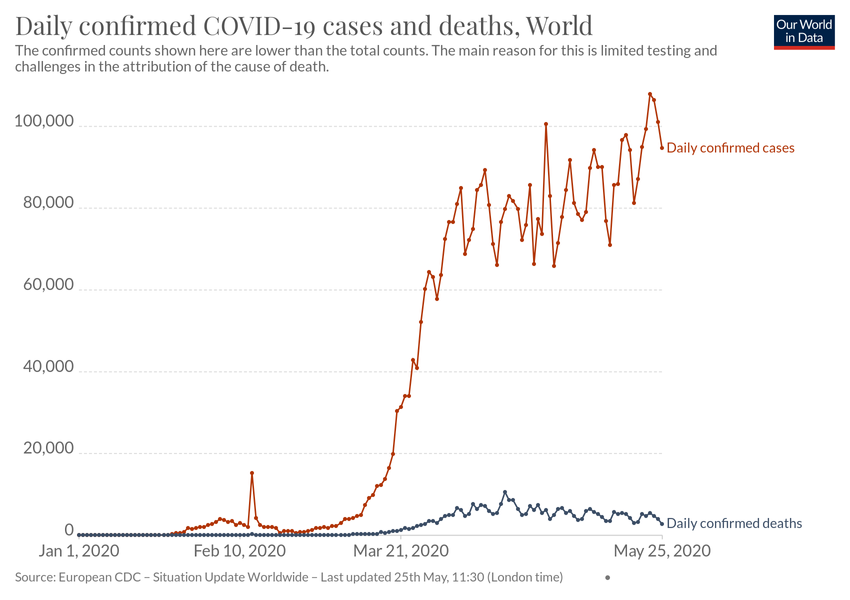 Daily confirmed COVID-19 cases and deaths, World
Our World
in Data
The confirmed counts shown here are lower than the total counts. The main reason for this is limited testing and
challenges in the attribution of the cause of death.
100,000
80,000
60,000
40,000
20,000
0
Daily confirmed cases
Daily confirmed deaths
Jan 1, 2020
Feb 10, 2020
Mar 21, 2020
May 25, 2020
Source: European CDC – Situation Update Worldwide – Last updated 25th May, 11:30 (London time)